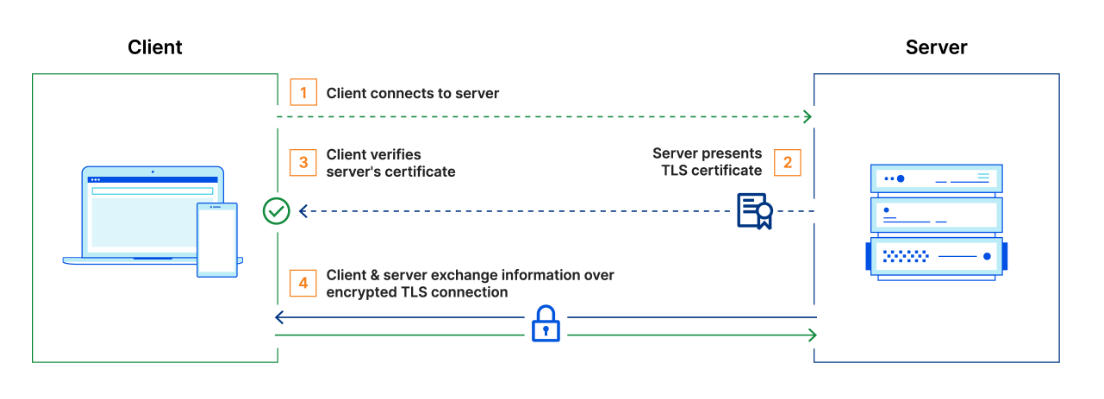 Client
Server
1
Client connects to server
3
Client verifies
server's certificate
Server presents
TLS certificate
2
4
Client & server exchange information over
encrypted TLS connection